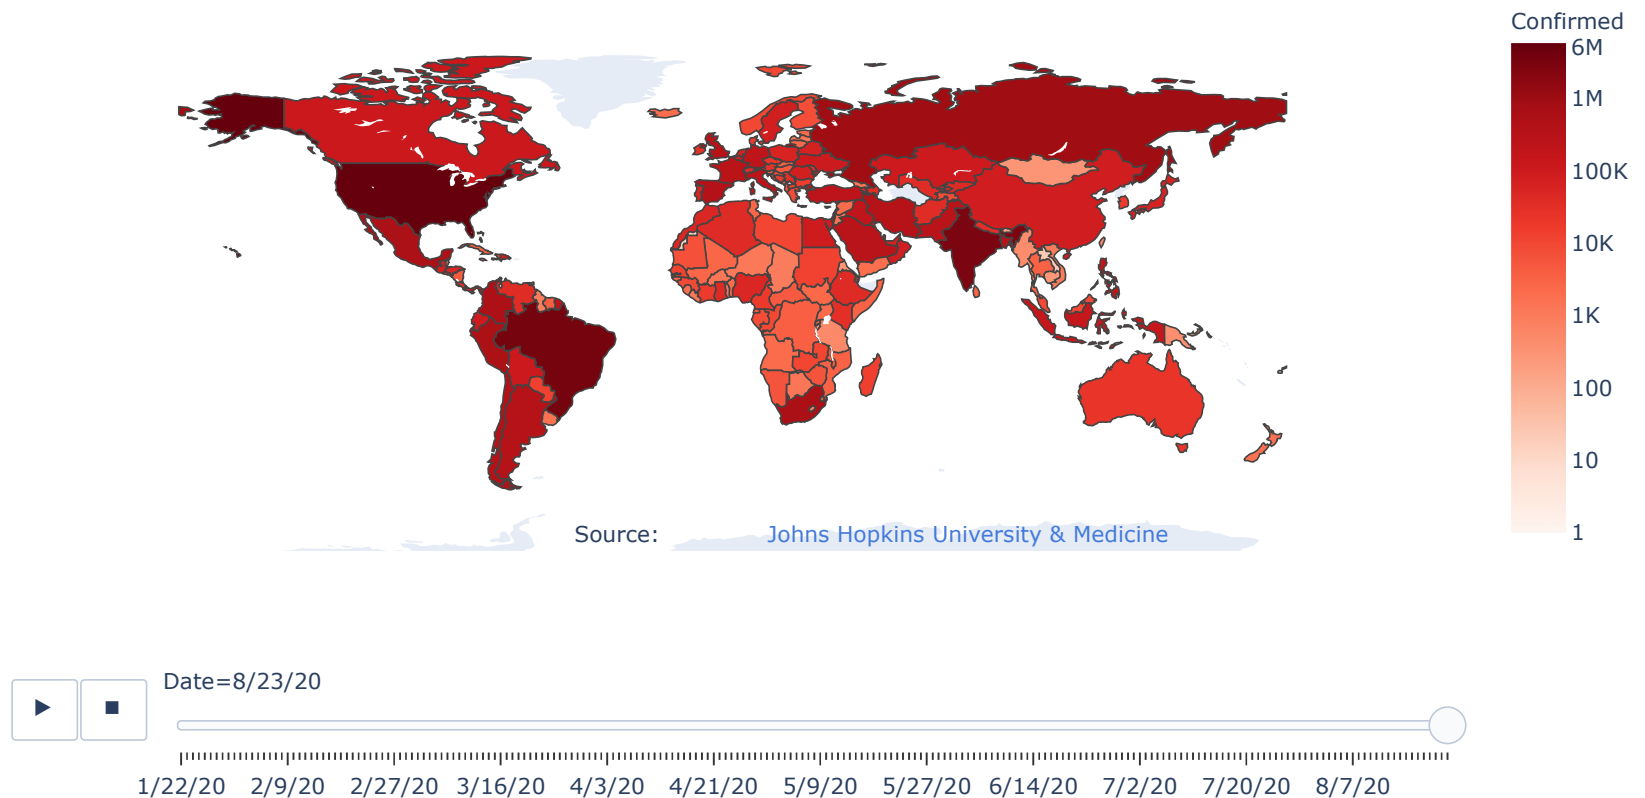 Confirmed
6M
1M
100K
10K
1K
100
10
1
Source: Johns Hopkins University & Medicine
Date=8/23/20
1/22/20 2/9/20 2/27/20 3/16/20 4/3/20 4/21/20 5/9/20 5/27/20 6/14/20 7/2/20 7/20/20 8/7/20